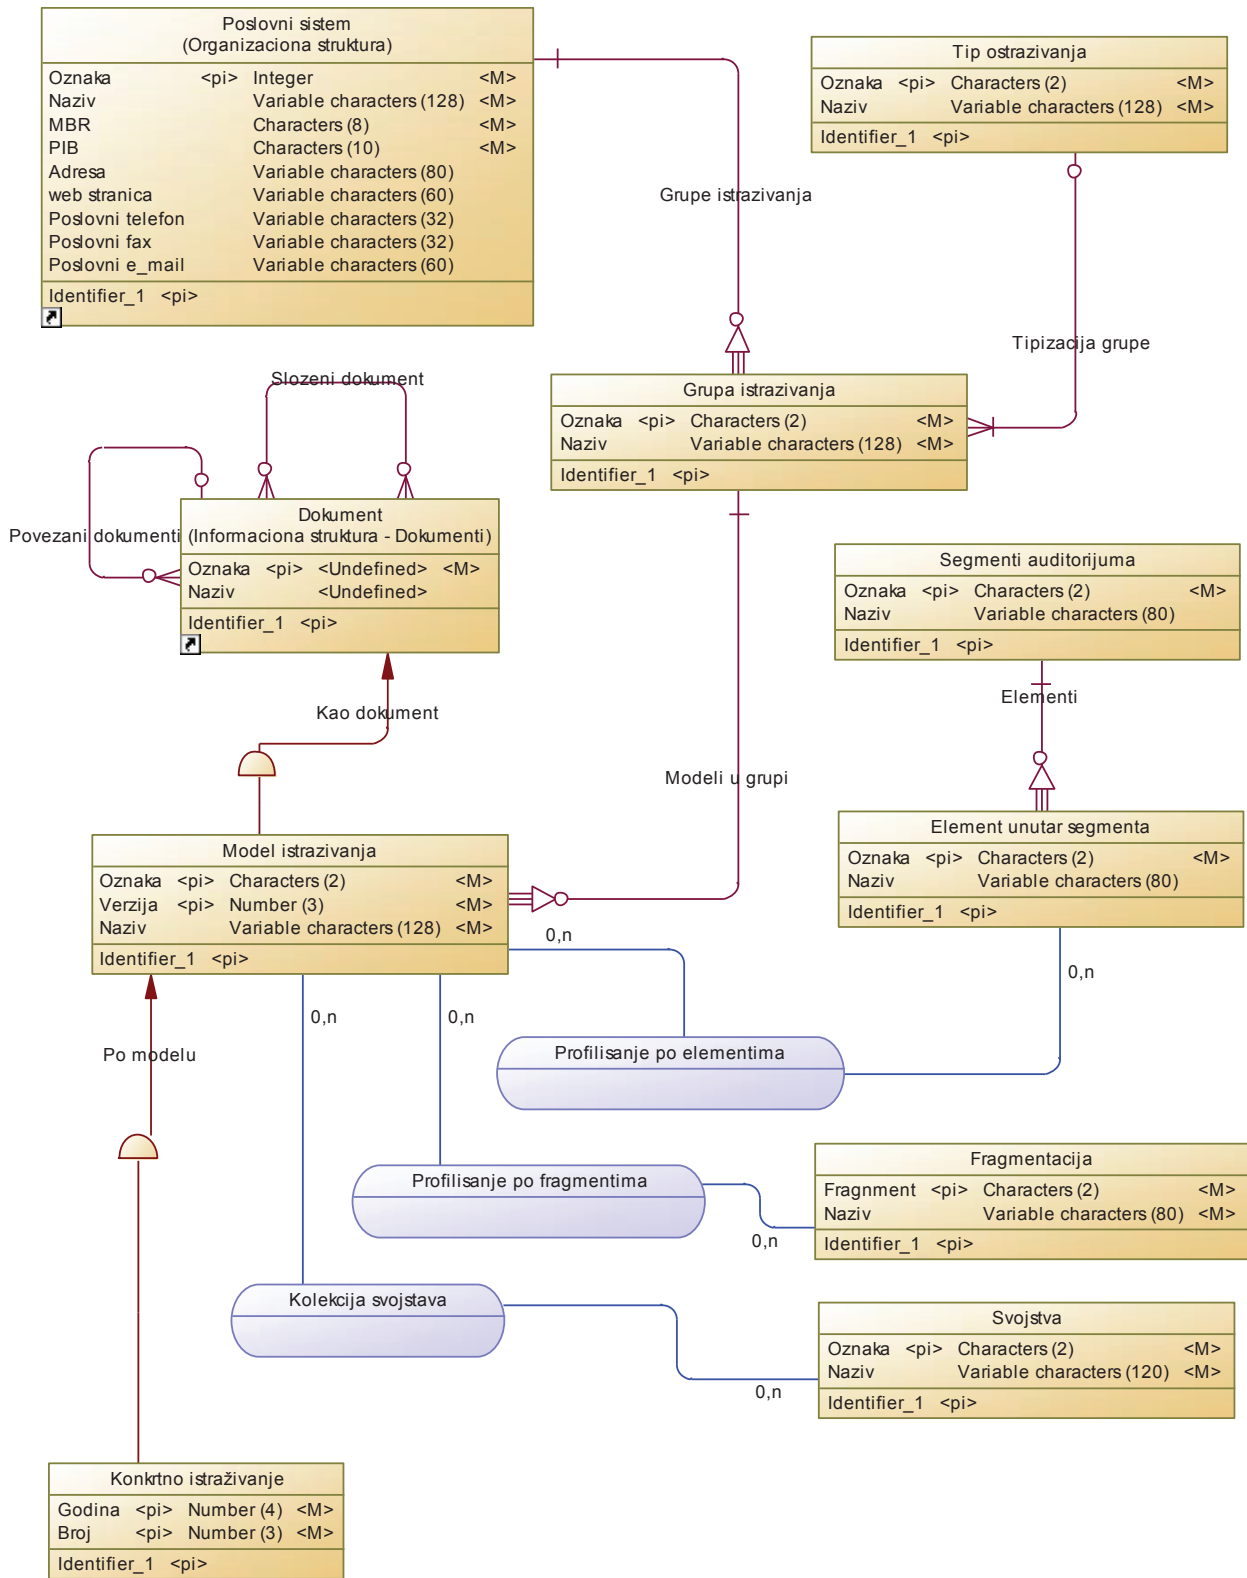 Poslovni sistem
(Organizaciona struktura)
Oznaka <pi> Integer <M>
Naziv Variable characters (128) <M>
MBR Characters (8) <M>
PIB Characters (10) <M>
Adresa Variable characters (80)
web stranica Variable characters (60)
Poslovni telefon Variable characters (32)
Poslovni fax Variable characters (32)
Poslovni e_mail Variable characters (60)
Identifier_1 <pi>
Tip ostrazivanja
Oznaka <pi> Characters (2) <M>
Naziv Variable characters (128) <M>
Identifier_1 <pi>
Grupe istrazivanja
Tipizacija grupe
Slozeni dokument
Grupa istrazivanja
Oznaka <pi> Characters (2) <M>
Naziv Variable characters (128) <M>
Identifier_1 <pi>
Povezani dokumenti
Dokument
(Informaciona struktura - Dokumenti)
Oznaka <pi> <Undefined> <M>
Naziv <Undefined>
Identifier_1 <pi>
Segmenti auditorijuma
Oznaka <pi> Characters (2) <M>
Naziv Variable characters (80)
Identifier_1 <pi>
Kao dokument
Elementi
Modeli u grupi
Element unutar segmenta
Oznaka <pi> Characters (2) <M>
Naziv Variable characters (80)
Identifier_1 <pi>
Model istrazivanja
Oznaka <pi> Characters (2) <M>
Verzija <pi> Number (3) <M>
Naziv Variable characters (128) <M>
Identifier_1 <pi>
0,n
0,n
0,n
0,n
Po modelu
Profilisanje po elementima
Profilisanje po fragmentima
Fragmentacija
Fragnment <pi> Characters (2) <M>
Naziv Variable characters (80) <M>
Identifier_1 <pi>
0,n
Kolekcija svojstava
Svojstva
Oznaka <pi> Characters (2) <M>
Naziv Variable characters (120) <M>
Identifier_1 <pi>
0,n
Konkrtno istraživanje
Godina <pi> Number (4) <M>
Broj <pi> Number (3) <M>
Identifier_1 <pi>